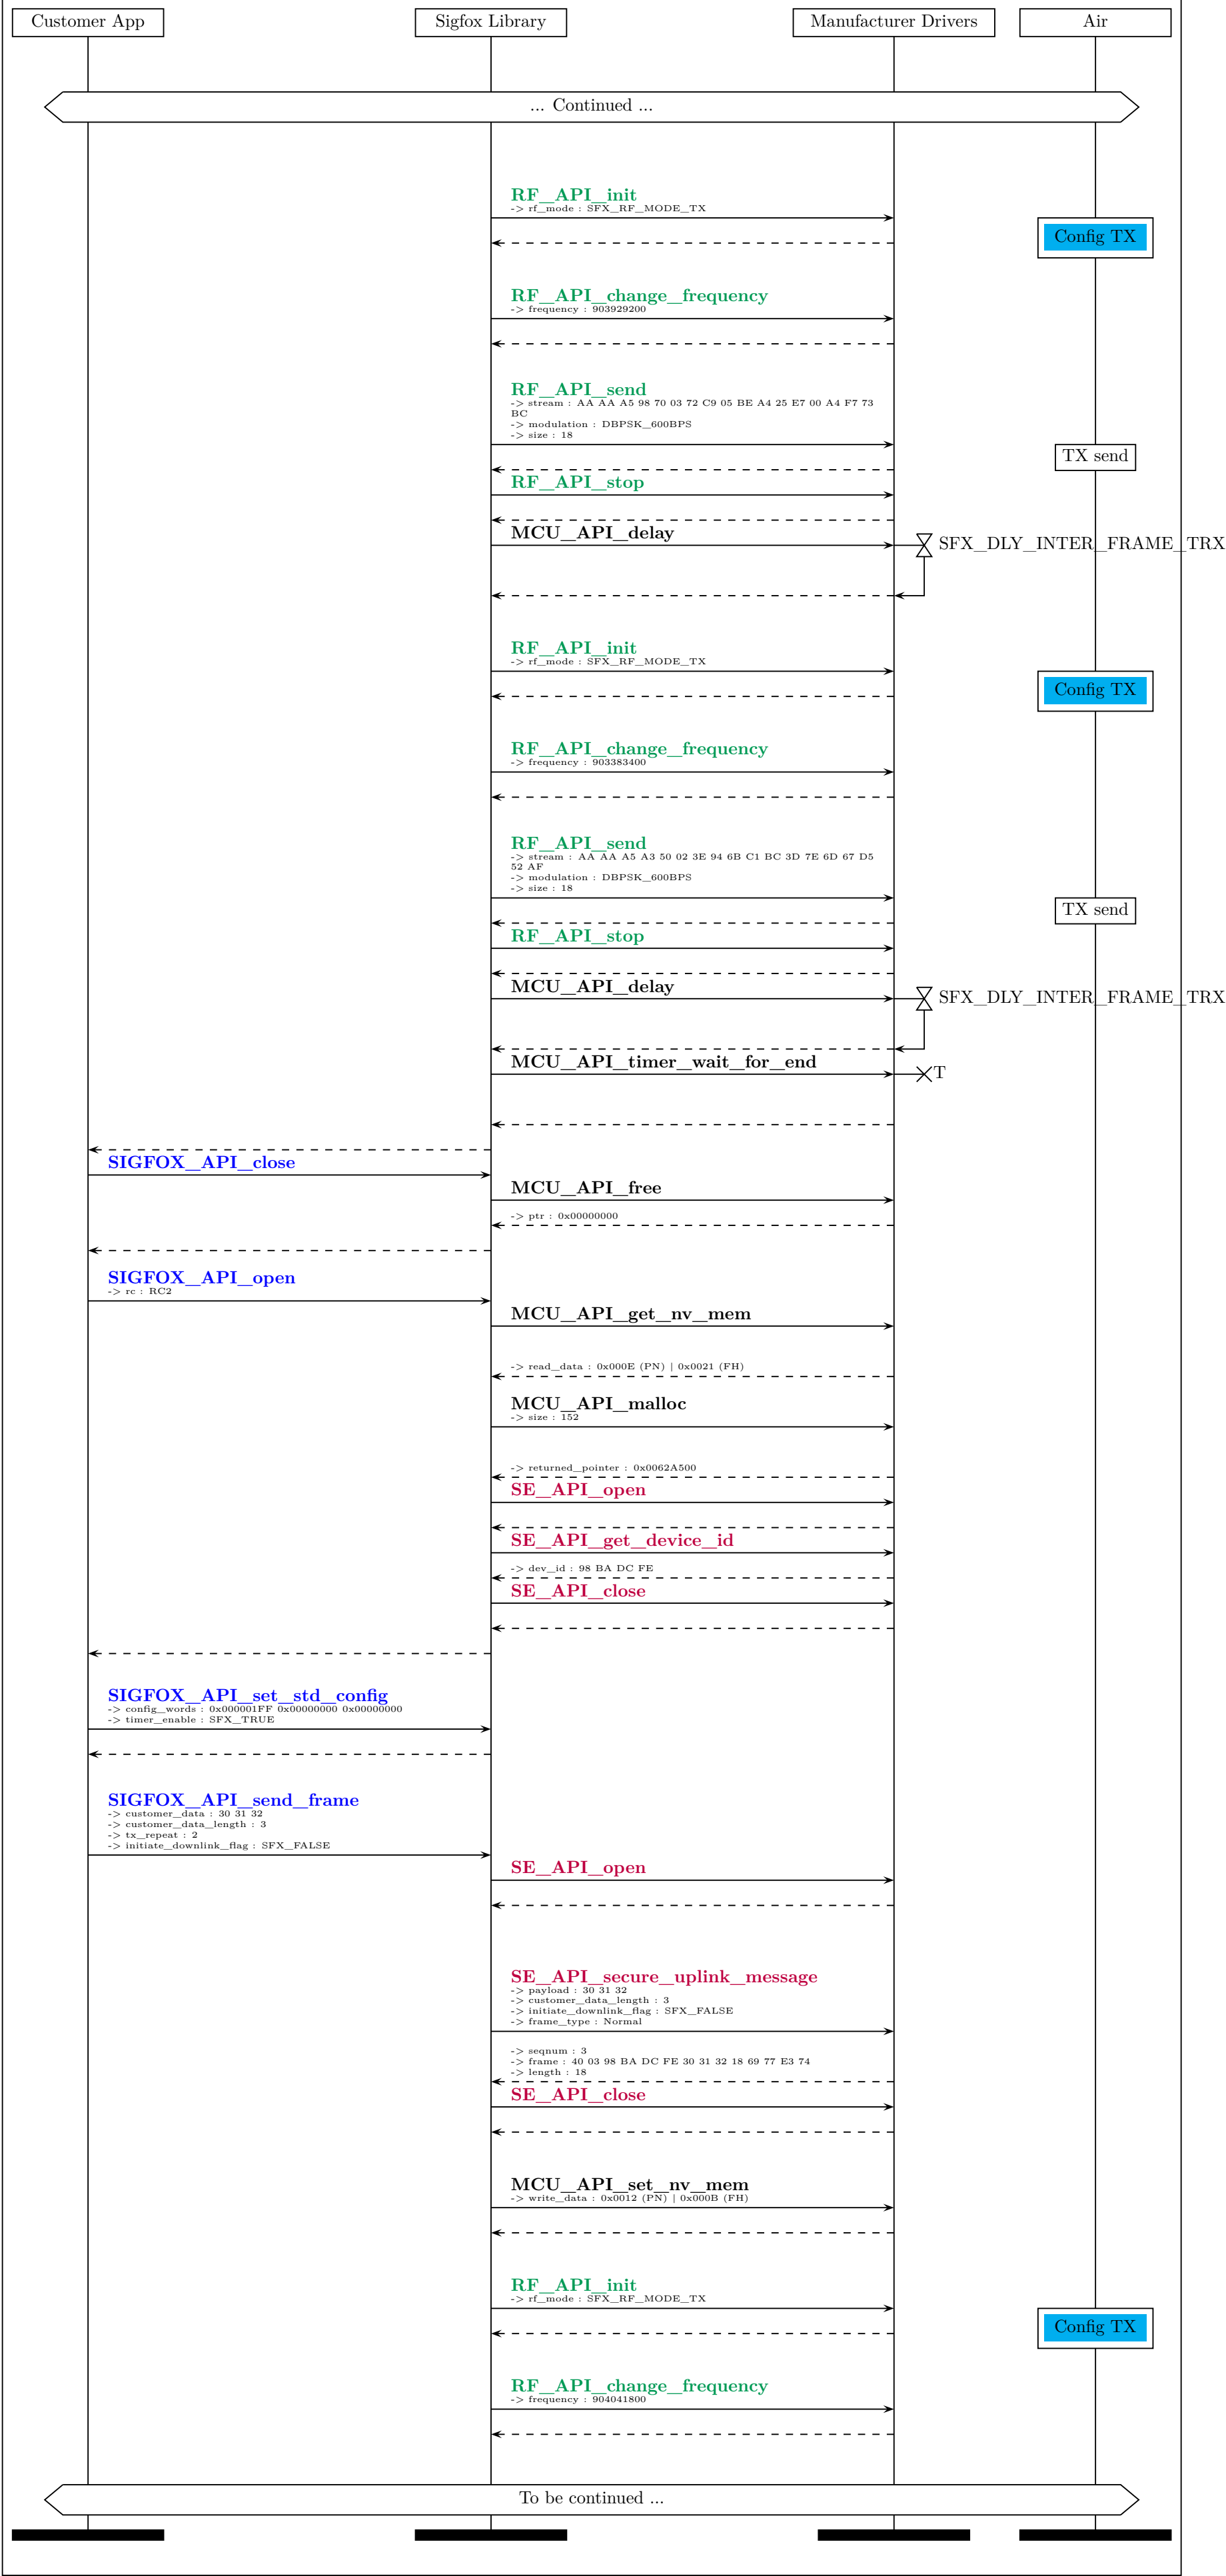 Customer App
Sigfox Library
Manufacturer Drivers
Air
... Continued ...
RF_API_init
-> rf_mode : SFX_RF_MODE_TX
Config TX
RF_API_change_frequency
-> frequency : 903929200
RF_API_send
-> stream : AA AA A5 98 70 03 72 C9 05 BE A4 25 E7 00 A4 F7 73
BC
-> modulation : DBPSK_600BPS
-> size : 18
TX send
RF_API_stop
MCU_API_delay
SFX_DLY_INTER_FRAME_TRX
RF_API_init
-> rf_mode : SFX_RF_MODE_TX
Config TX
RF_API_change_frequency
-> frequency : 903383400
RF_API_send
-> stream : AA AA A5 A3 50 02 3E 94 6B C1 BC 3D 7E 6D 67 D5
52 AF
-> modulation : DBPSK_600BPS
-> size : 18
TX send
RF_API_stop
MCU_API_delay
SFX_DLY_INTER_FRAME_TRX
MCU_API_timer_wait_for_end
T
SIGFOX_API_close
MCU_API_free
-> ptr : 0x00000000
SIGFOX_API_open
-> rc : RC2
MCU_API_get_nv_mem
-> read_data : 0x000E (PN) | 0x0021 (FH)
MCU_API_malloc
-> size : 152
-> returned_pointer : 0x0062A500
SE_API_open
SE_API_get_device_id
-> dev_id : 98 BA DC FE
SE_API_close
SIGFOX_API_set_std_config
-> config_words : 0x000001FF 0x00000000 0x00000000
-> timer_enable : SFX_TRUE
SIGFOX_API_send_frame
-> customer_data : 30 31 32
-> customer_data_length : 3
-> tx_repeat : 2
-> initiate_downlink_flag : SFX_FALSE
SE_API_open
SE_API_secure_uplink_message
-> payload : 30 31 32
-> customer_data_length : 3
-> initiate_downlink_flag : SFX_FALSE
-> frame_type : Normal
-> seqnum : 3
-> frame : 40 03 98 BA DC FE 30 31 32 18 69 77 E3 74
-> length : 18
SE_API_close
MCU_API_set_nv_mem
-> write_data : 0x0012 (PN) | 0x000B (FH)
RF_API_init
-> rf_mode : SFX_RF_MODE_TX
Config TX
RF_API_change_frequency
-> frequency : 904041800
To be continued ...